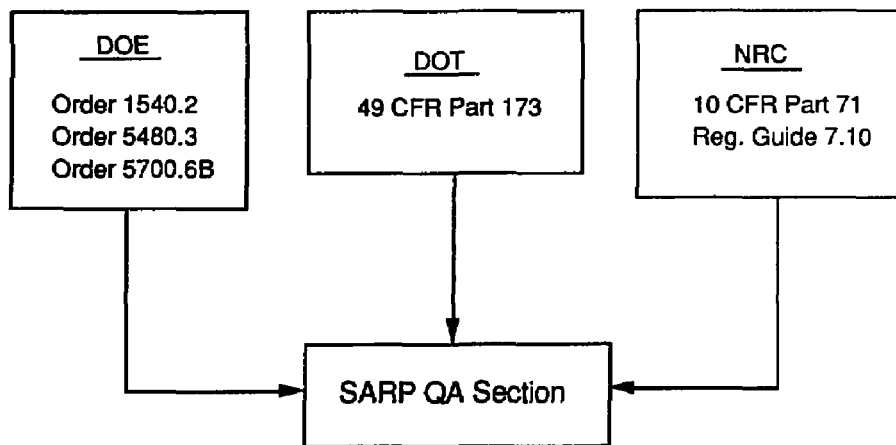 DOE
Order 1540.2
Order 5480.3
Order 5700.6B
DOT
49 CFR Part 173
NRC
10 CFR Part 71
Reg. Guide 7.10
SARP QA Section